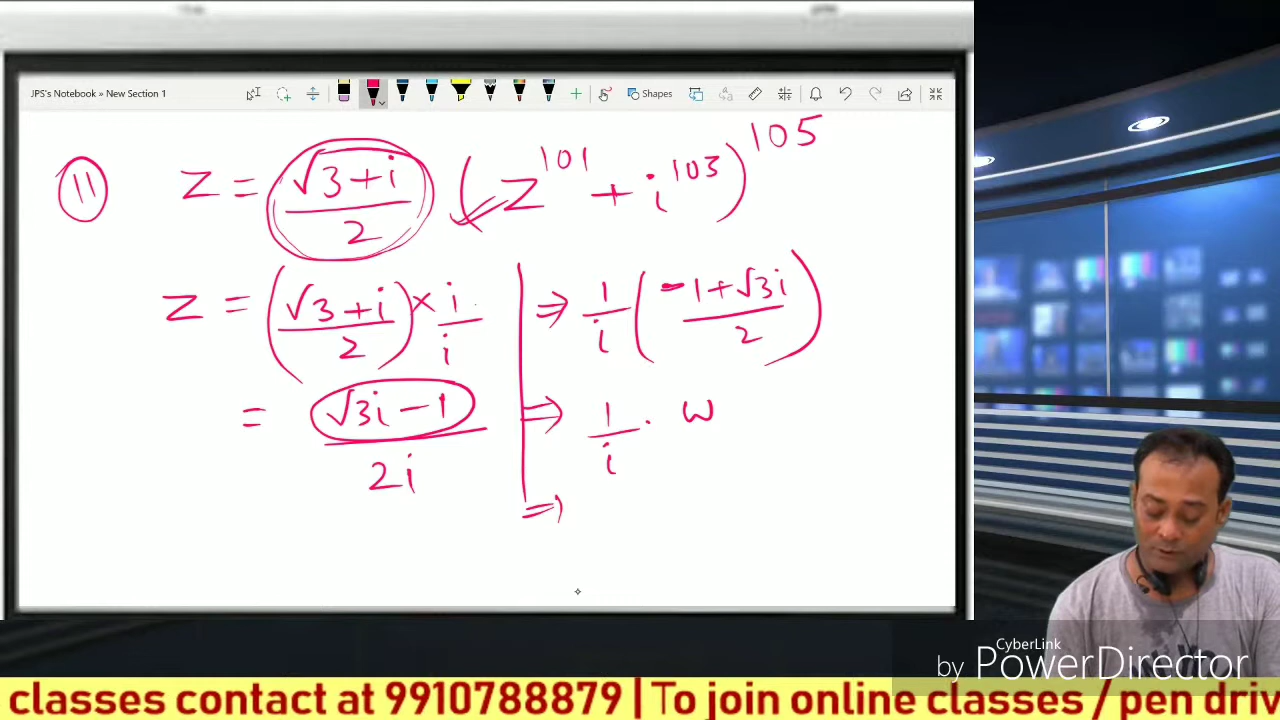 JPS's Notebook » New Section 1
Shapes
11 z = (√3 + i)/2 (z^101 + i^103)^105
z = ((√3 + i)/2) × i/i
= (√3i − 1)/2i
⇒ 1/i ((−1 + √3i)/2)
⇒ 1/i · ω
⇒
CyberLink
by PowerDirector
classes contact at 9910788879 | To join online classes / pen driv